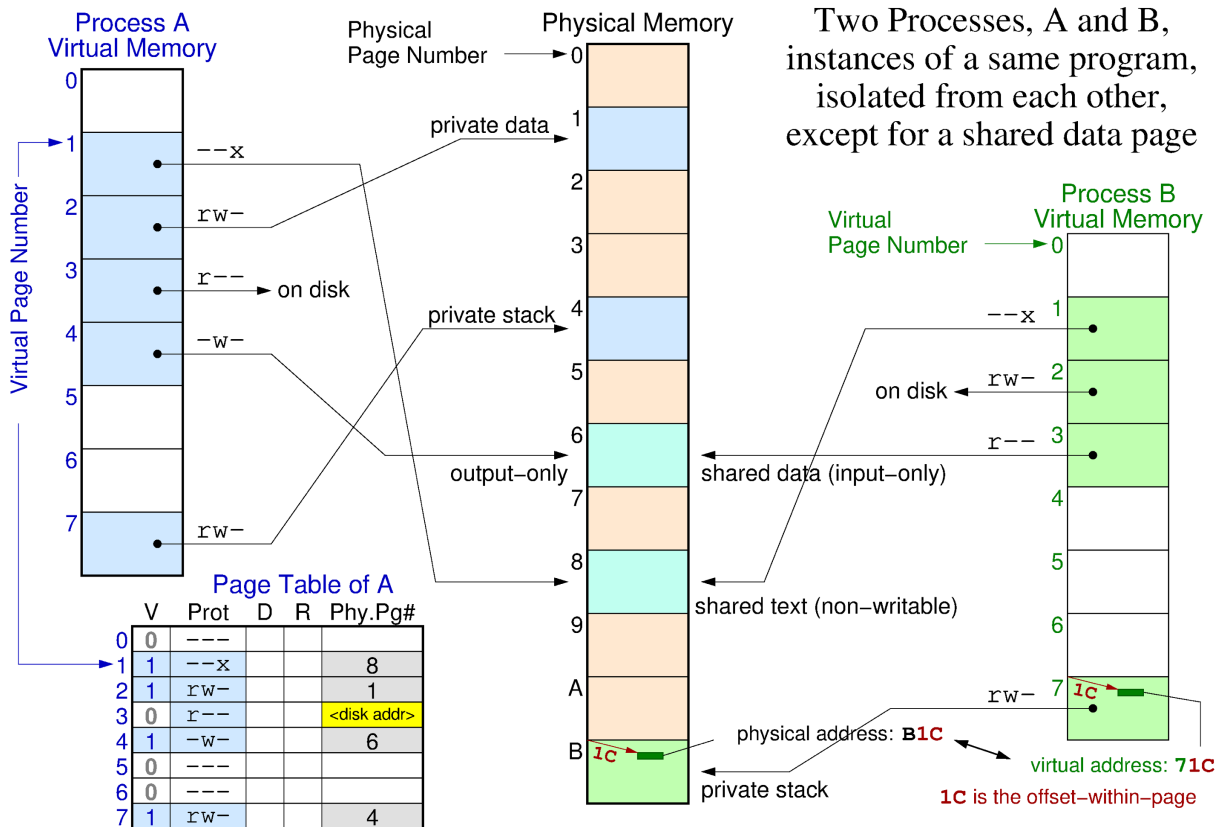 Two Processes, A and B,
instances of a same program,
isolated from each other,
except for a shared data page
Process A
Virtual Memory
Virtual Page Number
0
1
--x
2
rw-
3
r--
on disk
4
-w-
5
6
7
rw-
Physical Memory
Physical
Page Number
private data
private stack
output-only
0
1
2
3
4
5
6
7
8
9
A
B
1C
shared data (input-only)
shared text (non-writable)
physical address: B1C
private stack
Process B
Virtual Memory
Virtual
Page Number
0
1
--x
2
rw-
on disk
3
r--
4
5
6
7
1C
rw-
virtual address: 71C
1C is the offset-within-page
Page Table of A
V Prot D R Phy.Pg#
0 0 ---
1 1 --x 8
2 1 rw- 1
3 0 r-- <disk addr>
4 1 -w- 6
5 0 ---
6 0 ---
7 1 rw- 4